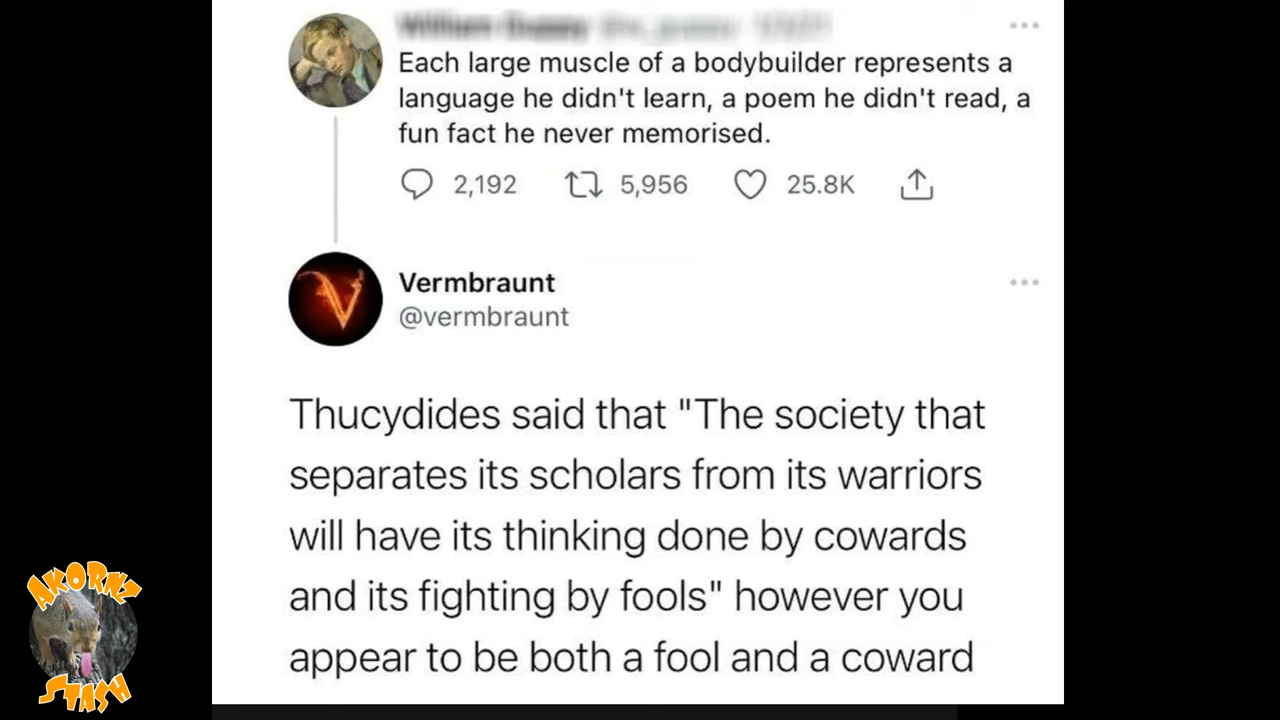 Each large muscle of a bodybuilder represents a
language he didn't learn, a poem he didn't read, a
fun fact he never memorised.
2,192 5,956 25.8K
Vermbraunt
@vermbraunt
Thucydides said that "The society that
separates its scholars from its warriors
will have its thinking done by cowards
and its fighting by fools" however you
appear to be both a fool and a coward
AKORNZ
STASH